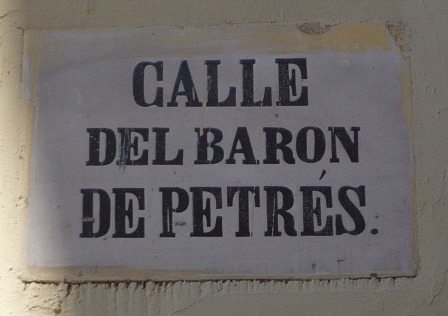 CALLE
DEL BARON
DE PETRÉS.